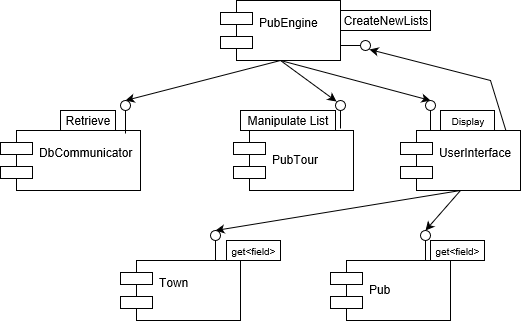 PubEngine
CreateNewLists
Retrieve
Manipulate List
Display
DbCommunicator
PubTour
UserInterface
get<field>
get<field>
Town
Pub